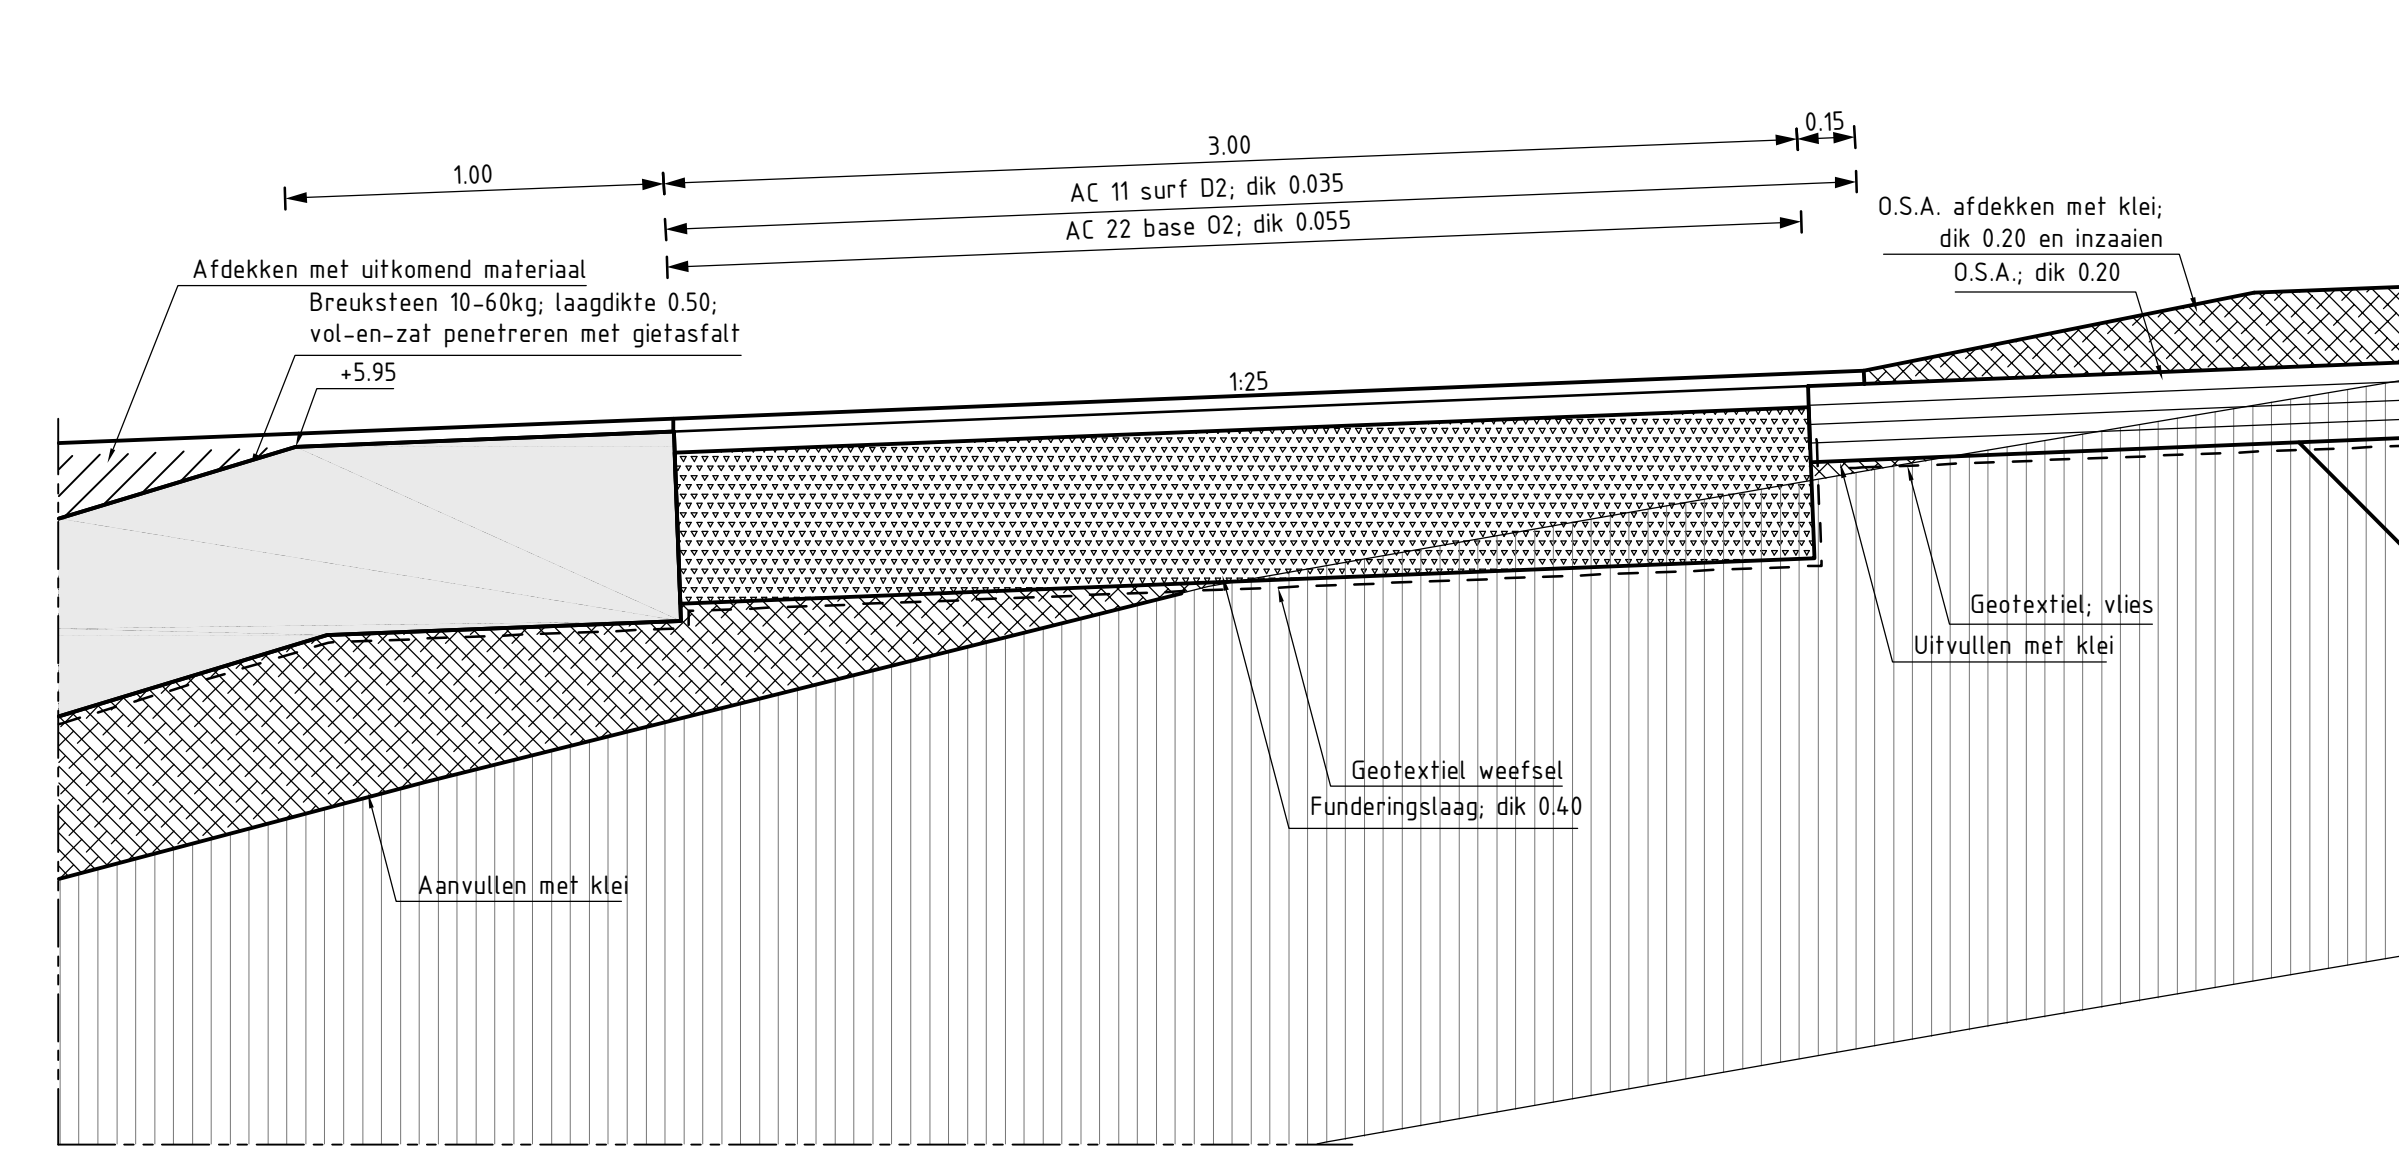 0.15
3.00
1.00
AC 11 surf D2; dik 0.035
AC 22 base O2; dik 0.055
O.S.A. afdekken met klei;
dik 0.20 en inzaaien
O.S.A.; dik 0.20
Afdekken met uitkomend materiaal
Breuksteen 10-60kg; laagdikte 0.50;
vol-en-zat penetreren met gietasfalt
+5.95
1:25
Geotextiel; vlies
Uitvullen met klei
Geotextiel weefsel
Funderingslaag; dik 0.40
Aanvullen met klei